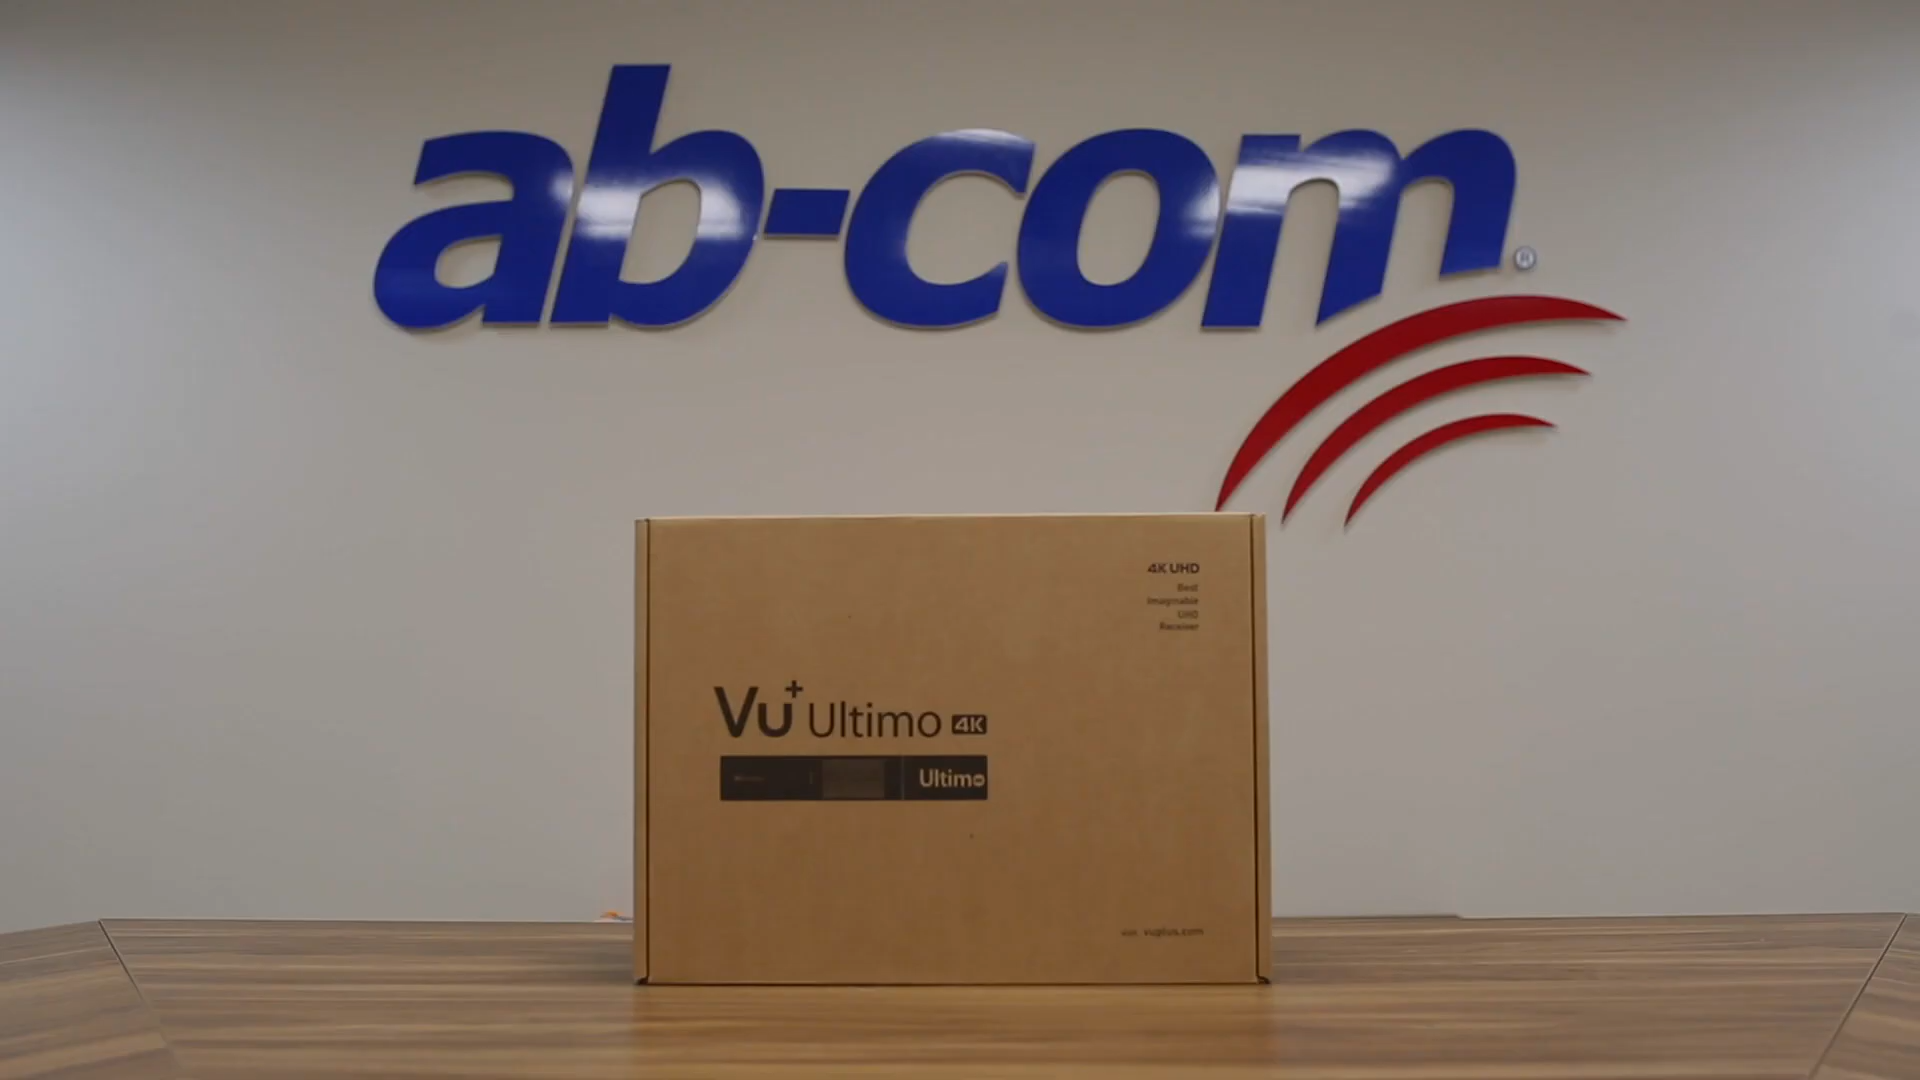 ab-com®
4K UHD
Best
Imaginable
UHD
Receiver
Vu+ Ultimo 4K
Ultimo
vuplus.com